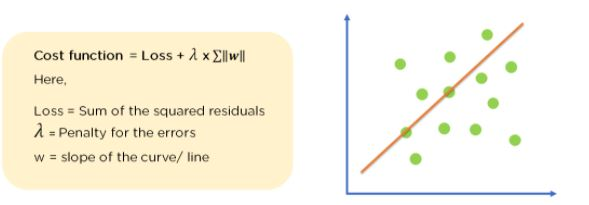 Cost function = Loss + λ x ∑‖w‖
Here,
Loss = Sum of the squared residuals
λ = Penalty for the errors
w = slope of the curve/ line